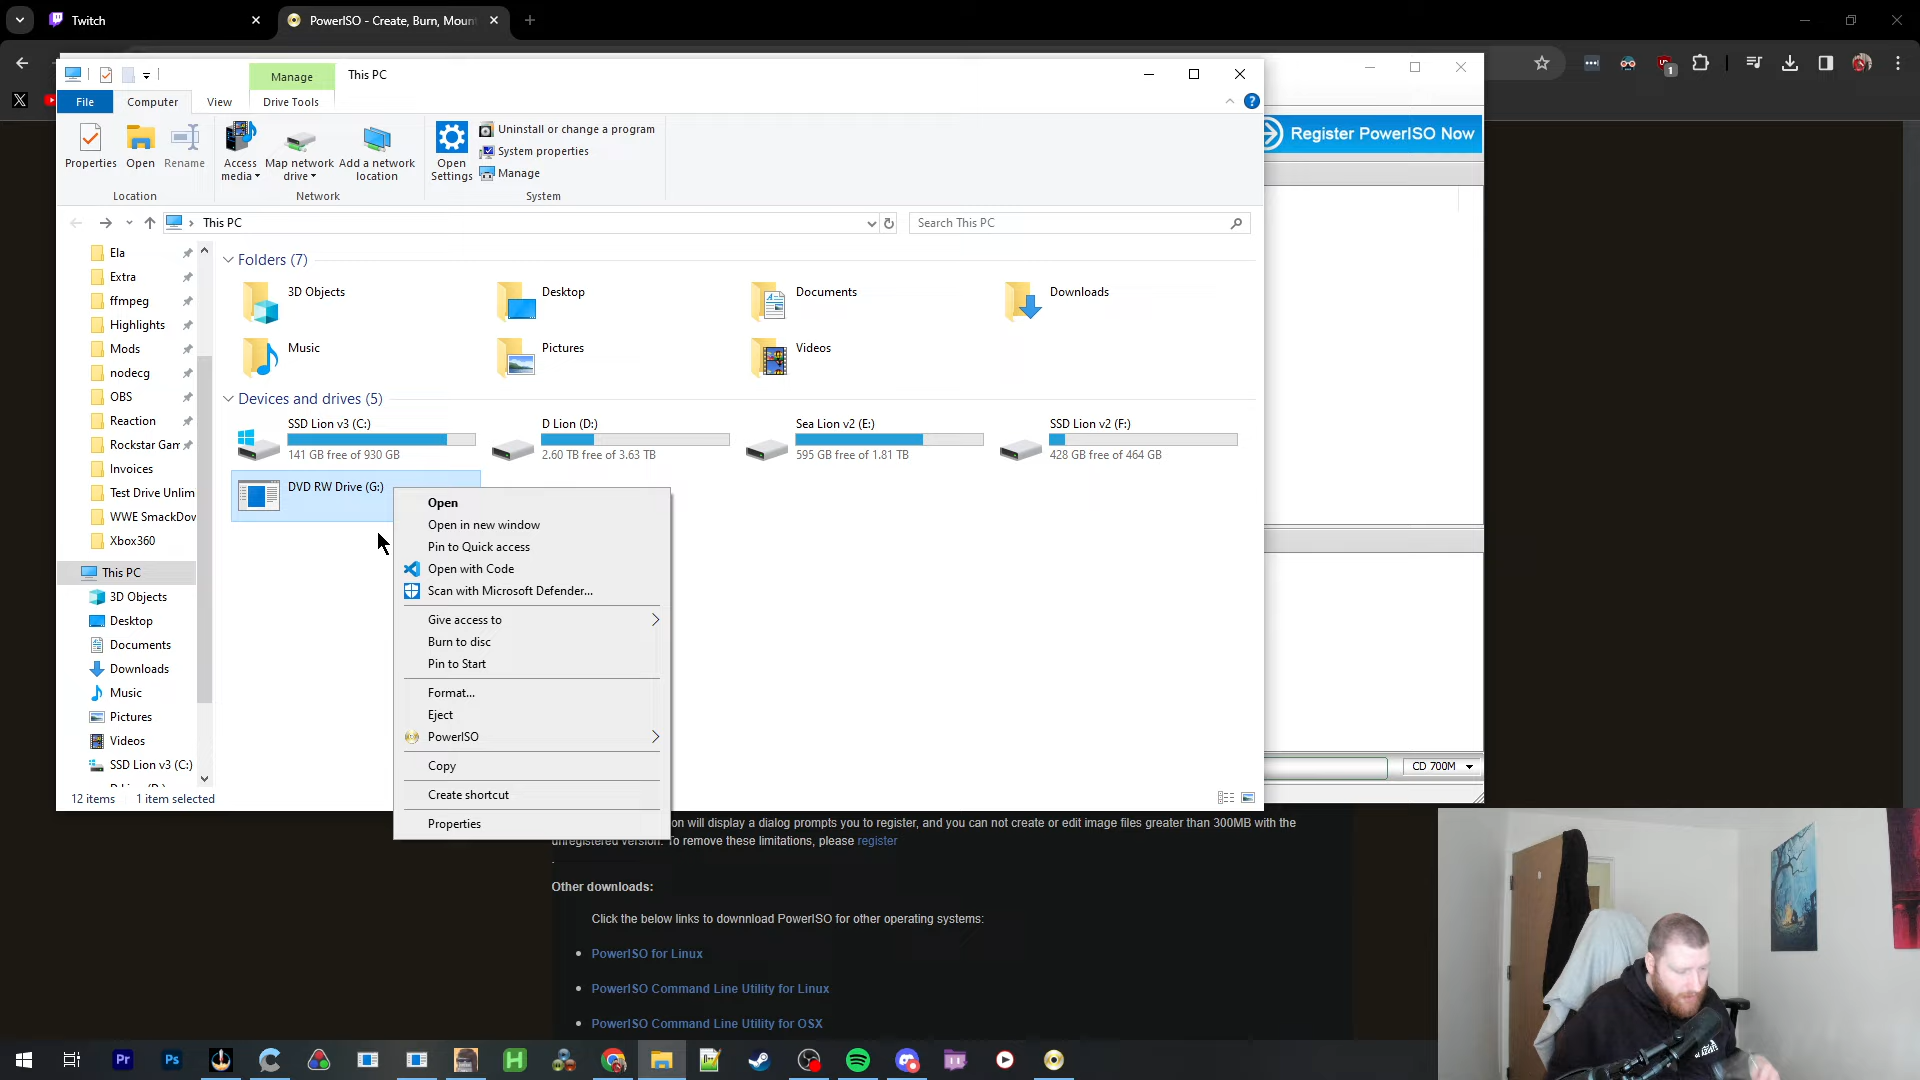 Twitch
PowerISO - Create, Burn, Moun
Manage
This PC
File
Computer
View
Drive Tools
Properties
Open
Rename
Access media
Map network drive
Add a network location
Open Settings
Uninstall or change a program
System properties
Manage
Location
Network
System
This PC
Search This PC
Register PowerISO Now
Ela
Extra
ffmpeg
Highlights
Mods
nodecg
OBS
Reaction
Rockstar Gam
Invoices
Test Drive Unlim
WWE SmackDov
Xbox360
This PC
3D Objects
Desktop
Documents
Downloads
Music
Pictures
Videos
SSD Lion v3 (C:)
12 items
1 item selected
Folders (7)
3D Objects
Desktop
Documents
Downloads
Music
Pictures
Videos
Devices and drives (5)
SSD Lion v3 (C:)
141 GB free of 930 GB
D Lion (D:)
2.60 TB free of 3.63 TB
Sea Lion v2 (E:)
595 GB free of 1.81 TB
SSD Lion v2 (F:)
428 GB free of 464 GB
DVD RW Drive (G:)
Open
Open in new window
Pin to Quick access
Open with Code
Scan with Microsoft Defender...
Give access to
Burn to disc
Pin to Start
Format...
Eject
PowerISO
Copy
Create shortcut
Properties
CD 700M
on will display a dialog prompts you to register, and you can not create or edit image files greater than 300MB with the
unregistered version. To remove these limitations, please register
.
Other downloads:
Click the below links to downnload PowerISO for other operating systems:
PowerISO for Linux
PowerISO Command Line Utility for Linux
PowerISO Command Line Utility for OSX
1
Pr
Ps